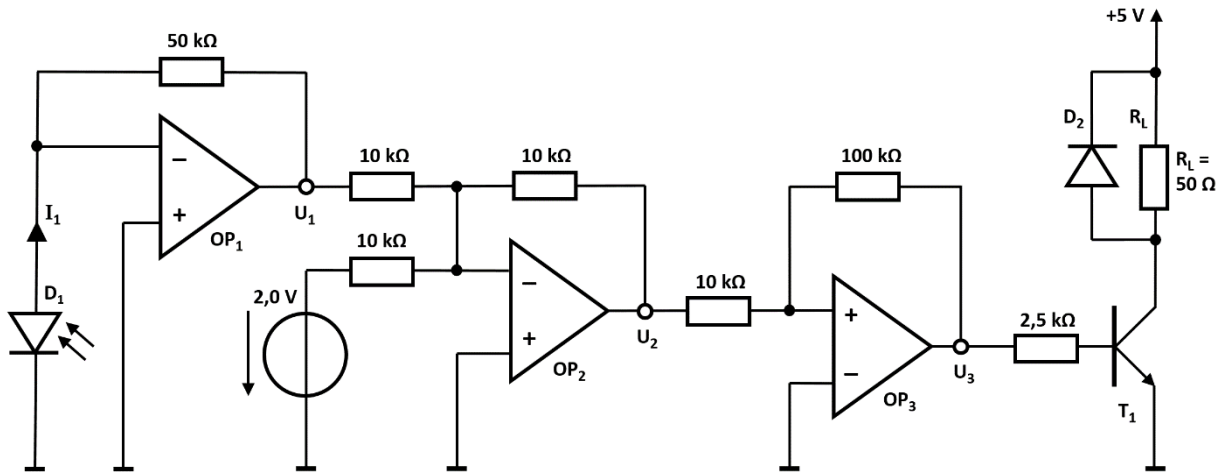 +5 V
50 kΩ
D₂
R_L
R_L =
50 Ω
10 kΩ
10 kΩ
100 kΩ
−
+
I₁
OP₁
U₁
10 kΩ
10 kΩ
2,0 V
−
+
U₂
OP₂
D₁
+
−
2,5 kΩ
U₃
OP₃
T₁